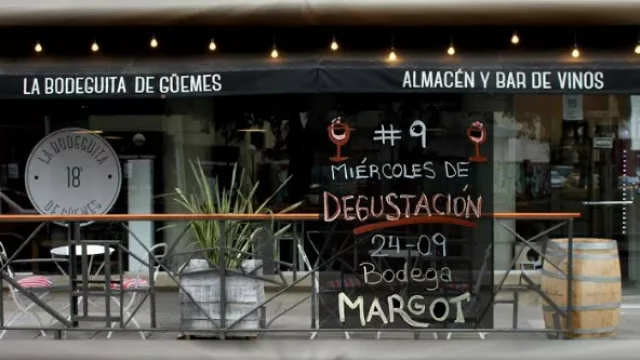 LA BODEGUITA DE GÜEMES
ALMACÉN Y BAR DE VINOS
LA BODEGUITA
18°
DE GÜEMES
#9
MIÉRCOLES DE
DEGUSTACIÓN
24-09
Bodega
MARGOT